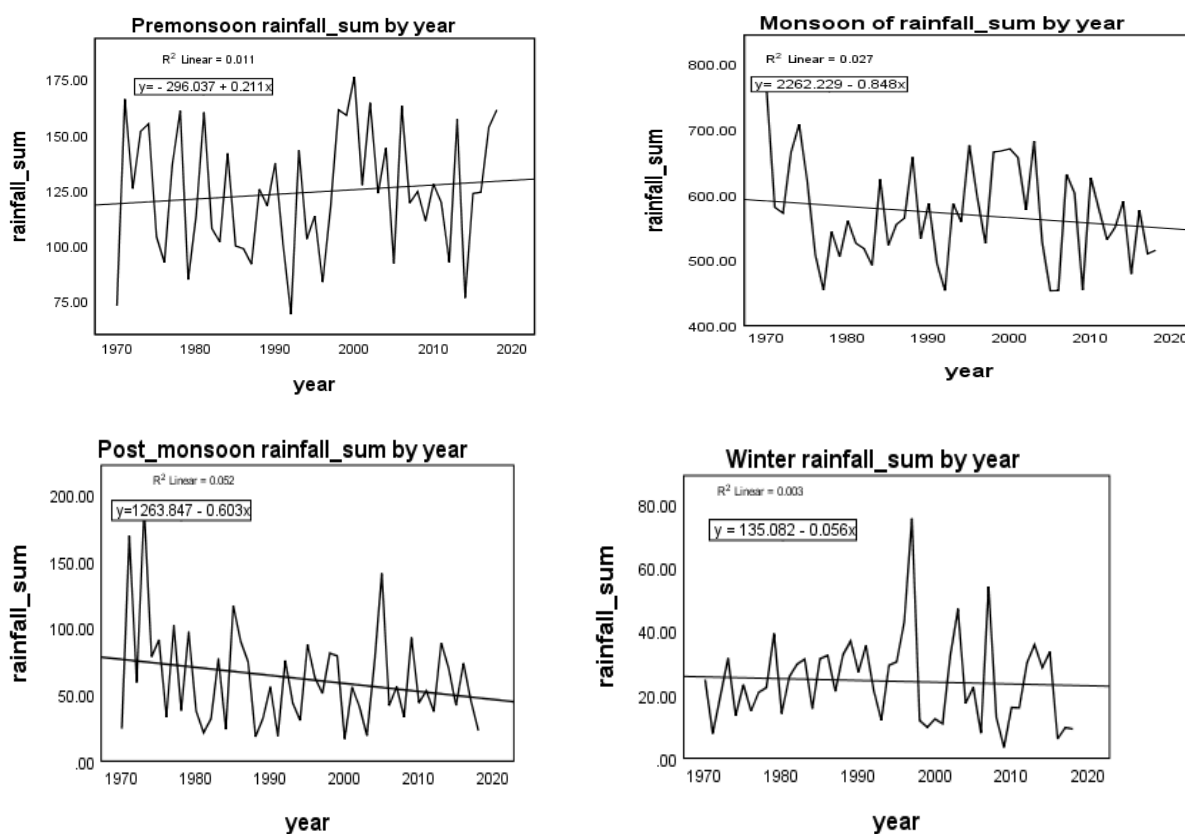 Premonsoon rainfall_sum by year
R² Linear = 0.011
y= - 296.037 + 0.211x
175.00
150.00
125.00
100.00
75.00
rainfall_sum
1970 1980 1990 2000 2010 2020
year
Monsoon of rainfall_sum by year
R² Linear = 0.027
y= 2262.229 - 0.848x
800.00
700.00
600.00
500.00
400.00
rainfall_sum
1970 1980 1990 2000 2010 2020
year
Post_monsoon rainfall_sum by year
R² Linear = 0.052
y=1263.847 - 0.603x
200.00
150.00
100.00
50.00
.00
rainfall_sum
1970 1980 1990 2000 2010 2020
year
Winter rainfall_sum by year
R² Linear = 0.003
y = 135.082 - 0.056x
80.00
60.00
40.00
20.00
.00
rainfall_sum
1970 1980 1990 2000 2010 2020
year